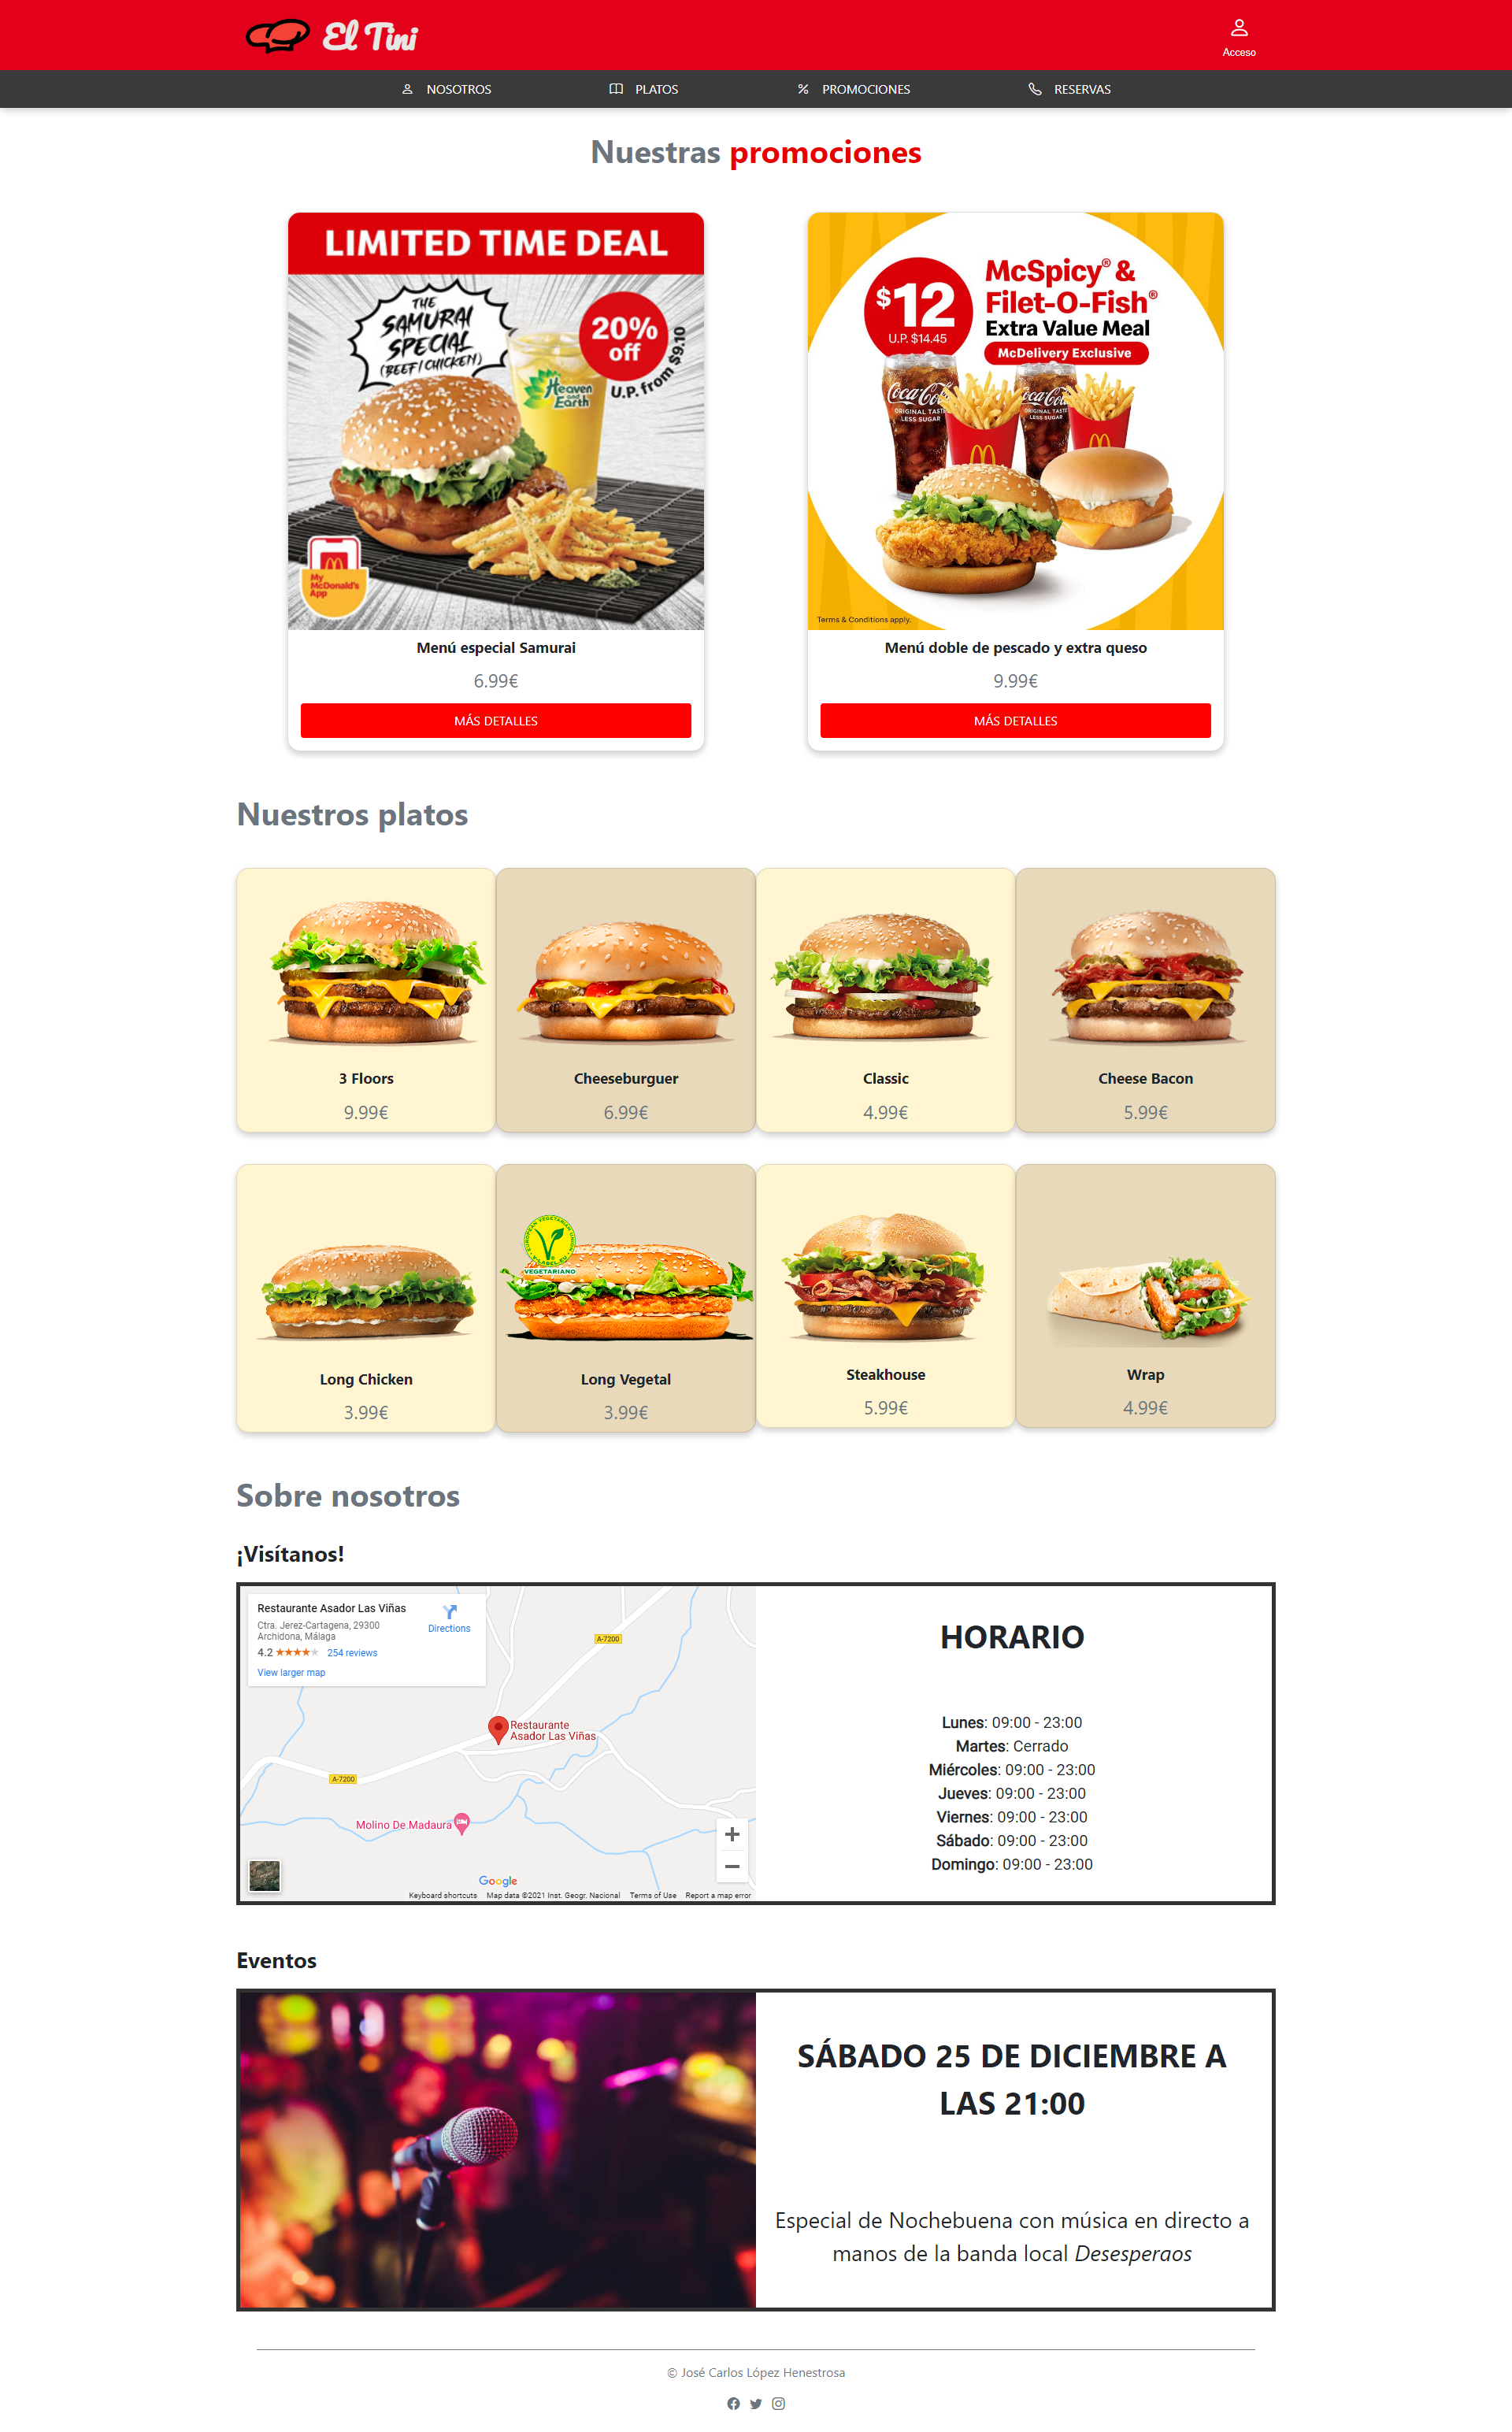 El Tini
Acceso
NOSOTROS
PLATOS
PROMOCIONES
RESERVAS
Nuestras promociones
LIMITED TIME DEAL
THE
SAMURAI
SPECIAL
(BEEF/CHICKEN)
20%
off
U.P. from $9.10
Heaven
and
Earth
My
McDonald's
App
Menú especial Samurai
6.99€
MÁS DETALLES
McSpicy® &
Filet-O-Fish®
Extra Value Meal
McDelivery Exclusive
$12
U.P. $14.45
Coca-Cola
ORIGINAL TASTE
LESS SUGAR
Coca-Cola
ORIGINAL TASTE
LESS SUGAR
Terms & Conditions apply.
Menú doble de pescado y extra queso
9.99€
MÁS DETALLES
Nuestros platos
3 Floors
9.99€
Cheeseburguer
6.99€
Classic
4.99€
Cheese Bacon
5.99€
Long Chicken
3.99€
VEGETARIANO
Long Vegetal
3.99€
Steakhouse
5.99€
Wrap
4.99€
Sobre nosotros
¡Visítanos!
Restaurante Asador Las Viñas
Ctra. Jerez-Cartagena, 29300
Archidona, Málaga
4.2 ★★★★★ 254 reviews
View larger map
Directions
A-7200
Restaurante
Asador Las Viñas
A-7200
Molino De Madaura
Google
Keyboard shortcuts
Map data ©2021 Inst. Geogr. Nacional
Terms of Use
Report a map error
HORARIO
Lunes: 09:00 - 23:00
Martes: Cerrado
Miércoles: 09:00 - 23:00
Jueves: 09:00 - 23:00
Viernes: 09:00 - 23:00
Sábado: 09:00 - 23:00
Domingo: 09:00 - 23:00
Eventos
SÁBADO 25 DE DICIEMBRE A
LAS 21:00
Especial de Nochebuena con música en directo a
manos de la banda local Desesperaos
© José Carlos López Henestrosa